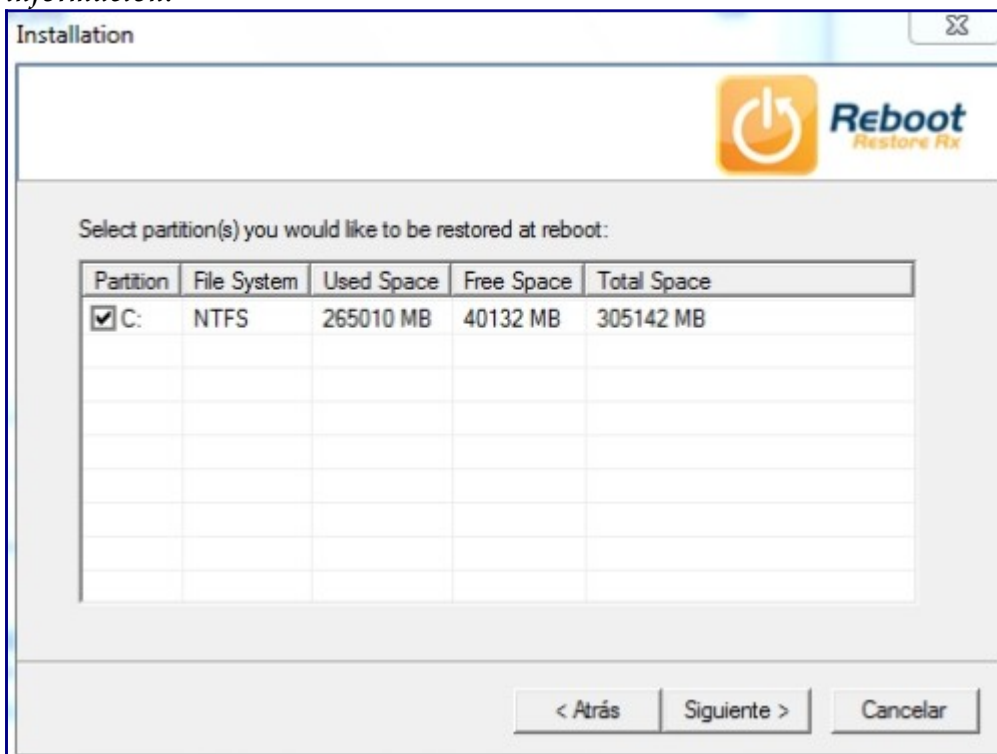 información.
Installation
Reboot
Restore Rx
Select partition(s) you would like to be restored at reboot:
Partition File System Used Space Free Space Total Space
C: NTFS 265010 MB 40132 MB 305142 MB
< Atrás Siguiente > Cancelar